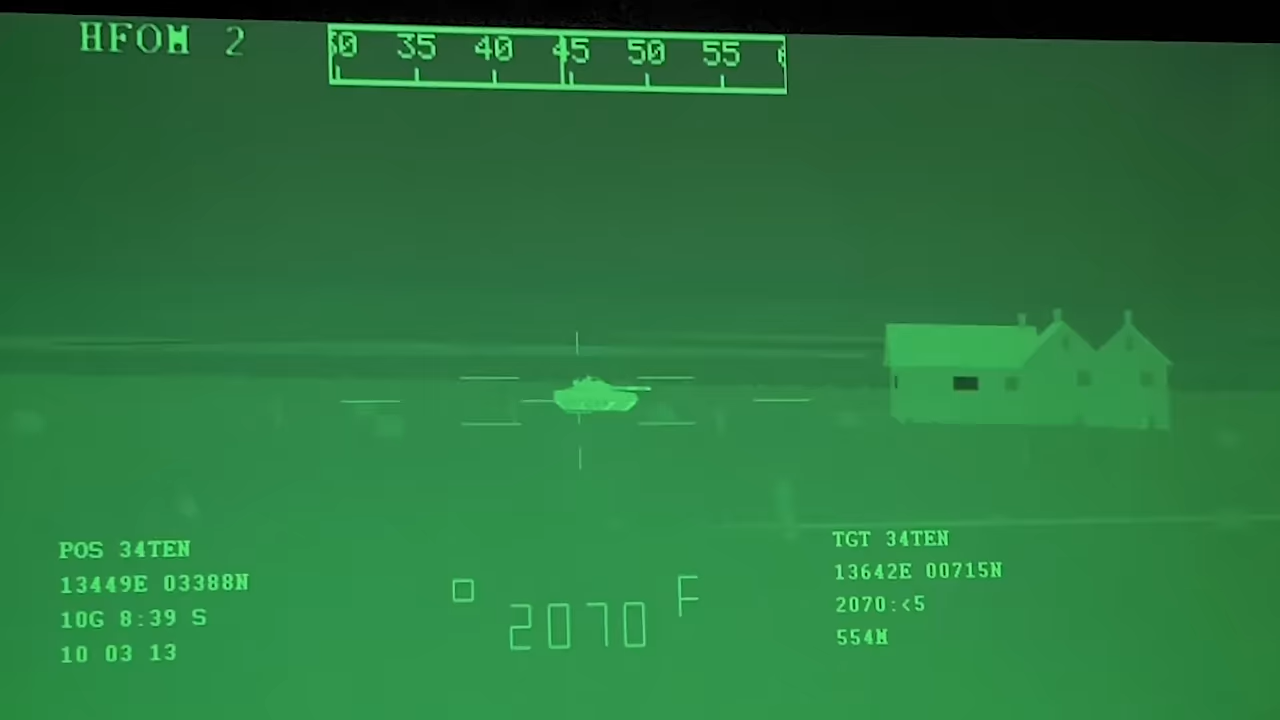 HFOM 2
30 35 40 45 50 55 6
POS 34TEN
13449E 03388N
10G 8:39 S
10 03 13
2070 F
TGT 34TEN
13642E 00715N
2070:<5
554M